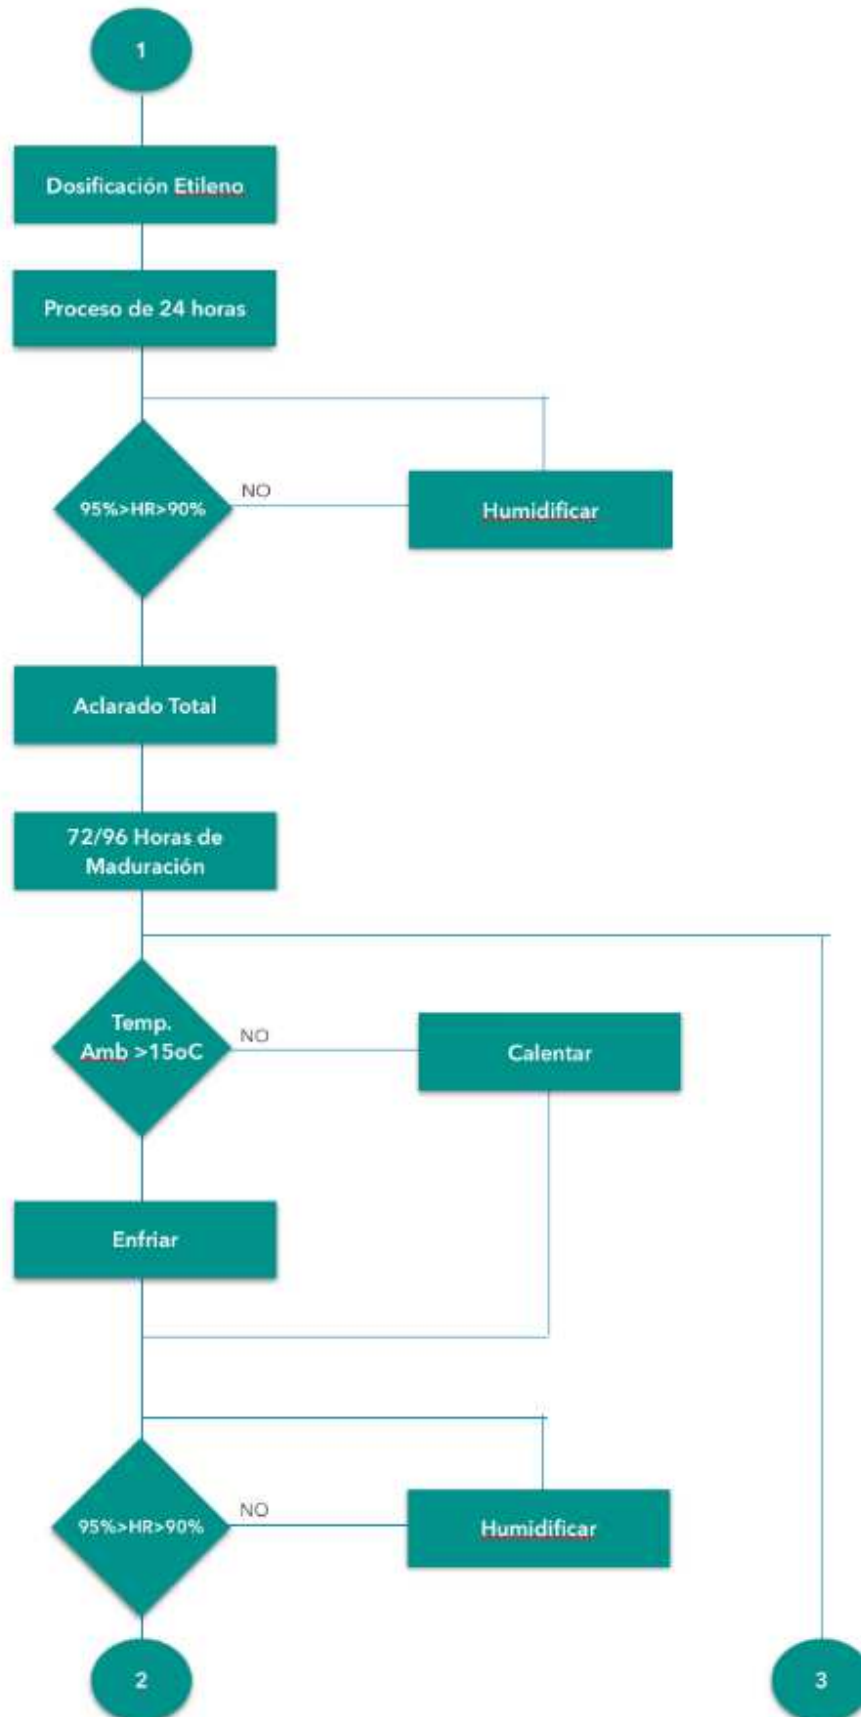 1
Dosificación Etileno
Proceso de 24 horas
95%>HR>90%
NO
Humidificar
Aclarado Total
72/96 Horas de
Maduración
Temp.
Amb >15oC
NO
Calentar
Enfriar
95%>HR>90%
NO
Humidificar
2
3